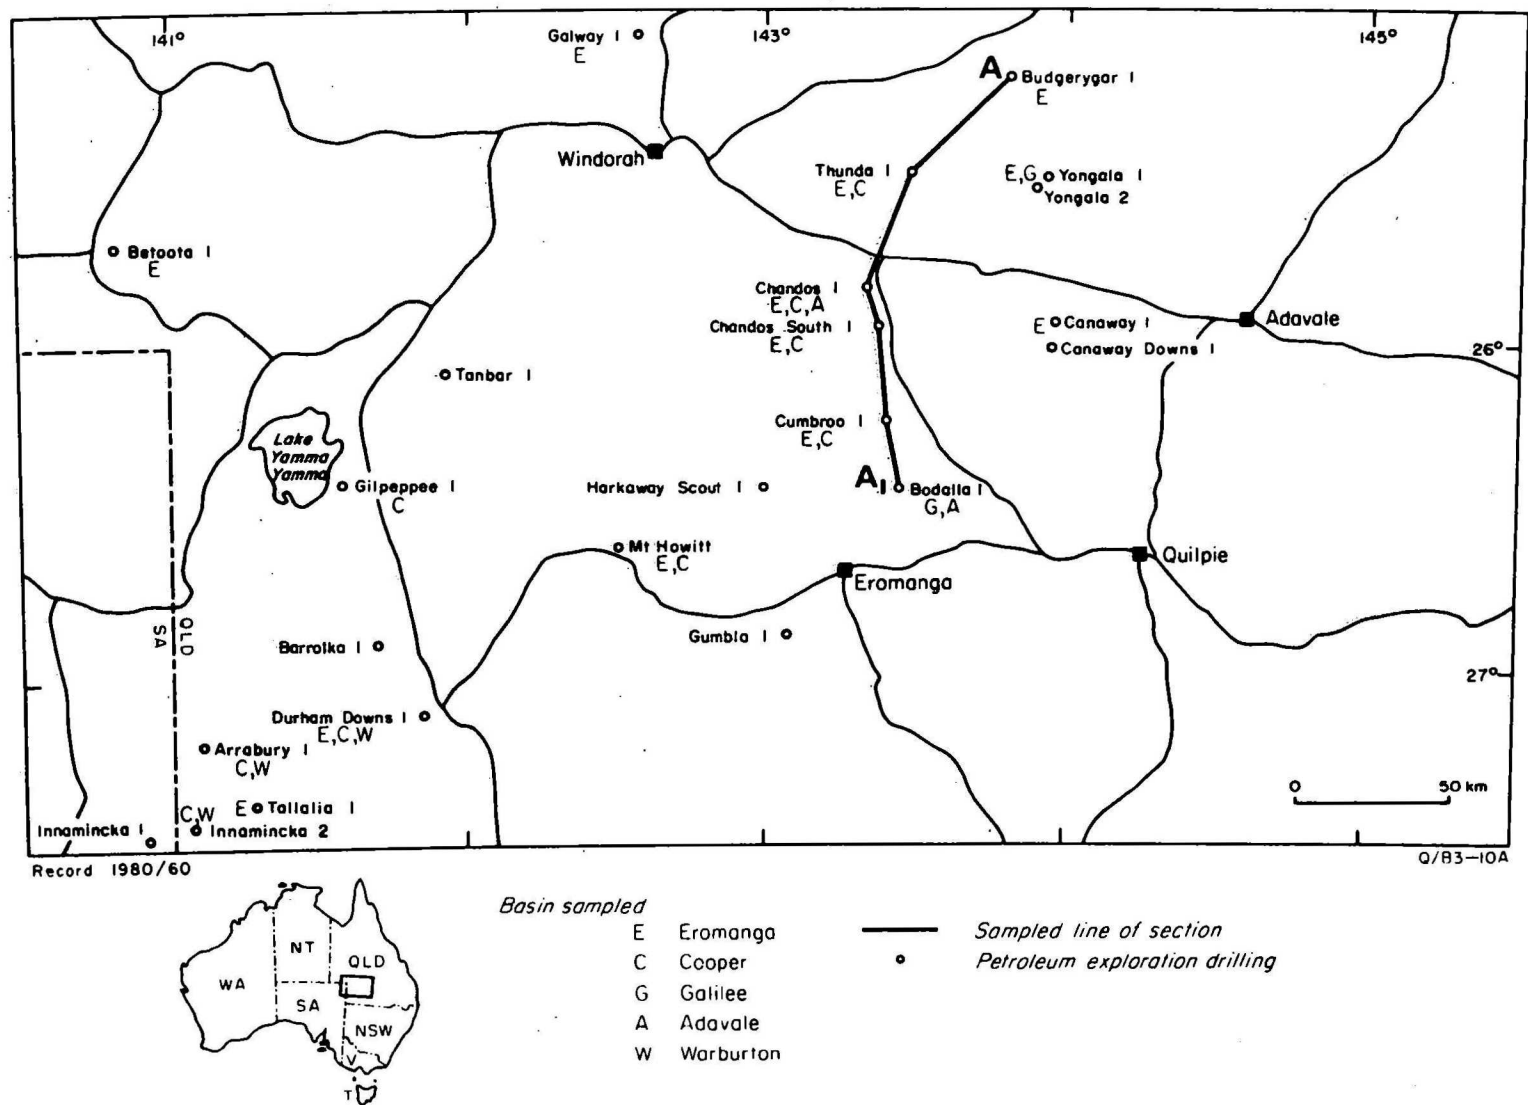 141°
143°
145°
Galway 1
E
A
Budgerygar 1
E
Windorah
Thunda 1
E,C
E,G
Yongala 1
Yongala 2
Betoota 1
E
Chandos 1
E,C,A
Chandos South 1
E,C
E
Canaway 1
Canaway Downs 1
Adavale
26°
Tanbar 1
Lake
Yamma
Yamma
Cumbroo 1
E,C
Gilpeppee 1
C
Harkaway Scout 1
A1
Bodalla 1
G,A
Mt Howitt
E,C
Eromanga
Quilpie
SA
QLD
Barrolka 1
Gumbla 1
27°
Durham Downs 1
E,C,W
Arrabury 1
C,W
0
50 km
C,W
E
Tallalia 1
Innamincka 1
Innamincka 2
Record 1980/60
Q/B3-10A
Basin sampled
E Eromanga
C Cooper
G Galilee
A Adavale
W Warburton
Sampled line of section
Petroleum exploration drilling
NT
QLD
WA
SA
NSW
V
T